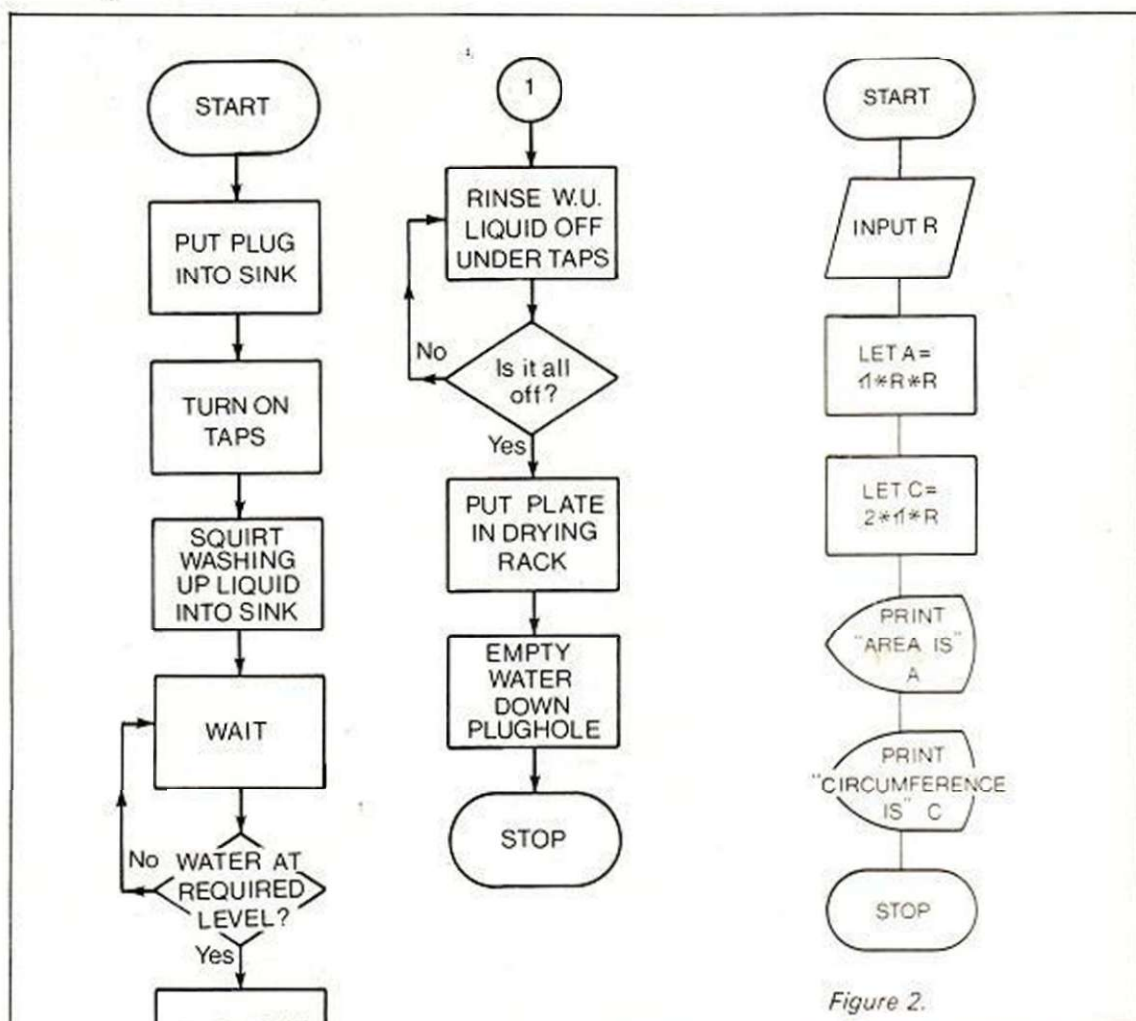 START
PUT PLUG
INTO SINK
TURN ON
TAPS
SQUIRT
WASHING
UP LIQUID
INTO SINK
WAIT
No
WATER AT
REQUIRED
LEVEL?
Yes
1
RINSE W.U.
LIQUID OFF
UNDER TAPS
No
Is it all
off?
Yes
PUT PLATE
IN DRYING
RACK
EMPTY
WATER
DOWN
PLUGHOLE
STOP
START
INPUT R
LET A=
*R*R
LET C=
2* *R
PRINT
"AREA IS"
A
PRINT
"CIRCUMFERENCE
IS" C
STOP
Figure 2.